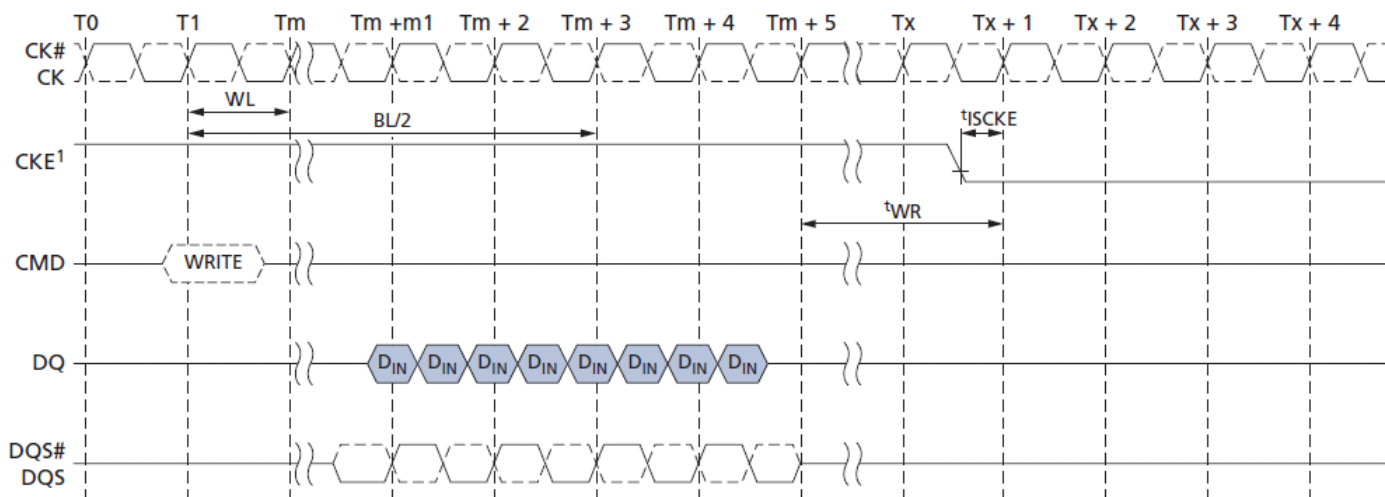 T0 T1 Tm Tm +m1 Tm + 2 Tm + 3 Tm + 4 Tm + 5 Tx Tx + 1 Tx + 2 Tx + 3 Tx + 4
CK#
CK
WL
BL/2
tISCKE
CKE1
tWR
CMD WRITE
DQ DIN DIN DIN DIN DIN DIN DIN DIN
DQS#
DQS